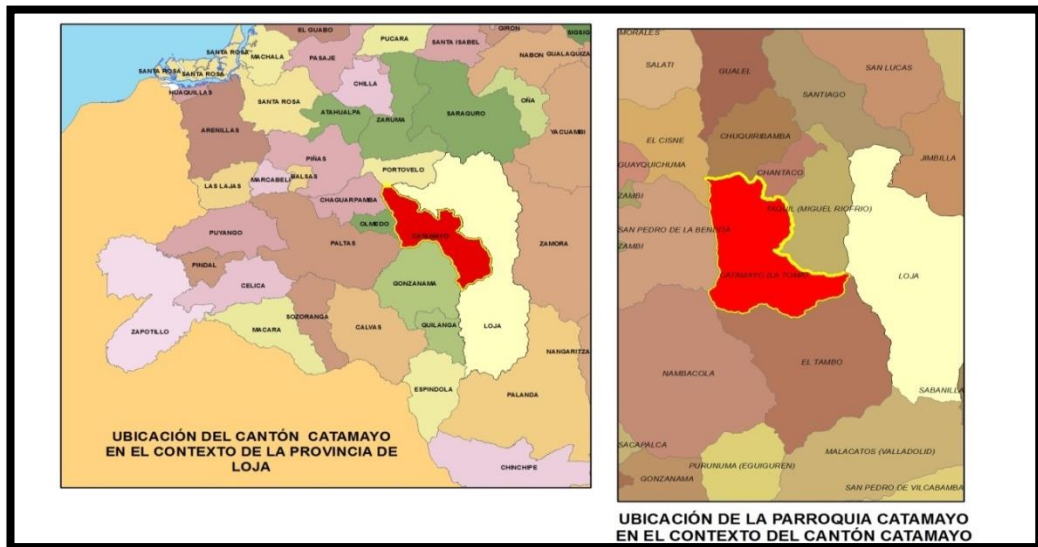 EL GUABO
PUCARA
GIRON
SIGSIG
SANTA ROSA
SANTA ROSA
MACHALA
PASAJE
SANTA ISABEL
NABON
GUALAQUIZA
SANTA ROSA
SANTA ROSA
CHILLA
HUAQUILLAS
SANTA ROSA
OÑA
ATAHUALPA
ZARUMA
SARAGURO
ARENILLAS
YACUAMBI
PIÑAS
PORTOVELO
LAS LAJAS
MARCABELI
BALSAS
CHAGUARPAMBA
OLMEDO
CATAMAYO
PUYANGO
PALTAS
ZAMORA
PINDAL
CELICA
GONZANAMA
SOZORANGA
ZAPOTILLO
MACARA
CALVAS
QUILANGA
LOJA
NANGARITZA
ESPINDOLA
PALANDA
CHINCHIPE
UBICACIÓN DEL CANTÓN CATAMAYO
EN EL CONTEXTO DE LA PROVINCIA DE
LOJA
MORALES
SALATI
GUALEL
SAN LUCAS
SANTIAGO
EL CISNE
CHUQUIRIBAMBA
JIMBILLA
GUAYQUICHUMA
CHANTACO
ZAMBI
TAQUIL (MIGUEL RIOFRIO)
SAN PEDRO DE LA BENDITA
ZAMBI
CATAMAYO (LA TOMA)
LOJA
NAMBACOLA
EL TAMBO
SABANILLA
SACAPALCA
MALACATOS (VALLADOLID)
PURUNUMA (EGUIGUREN)
GONZANAMA
SAN PEDRO DE VILCABAMBA
UBICACIÓN DE LA PARROQUIA CATAMAYO
EN EL CONTEXTO DEL CANTÓN CATAMAYO